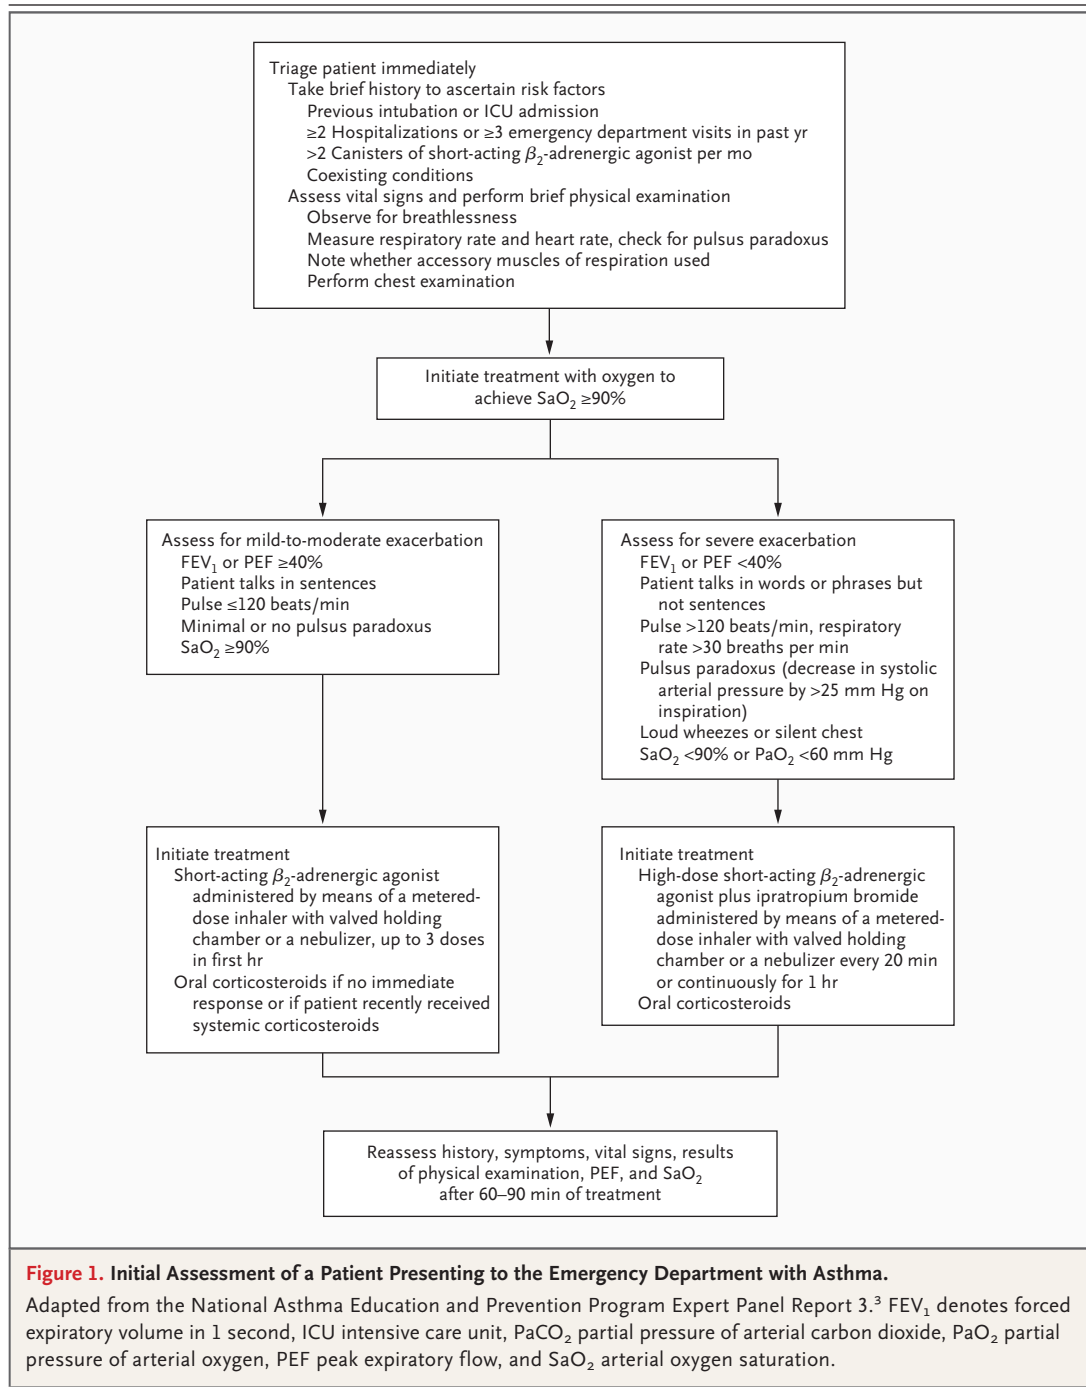 Triage patient immediately
Take brief history to ascertain risk factors
Previous intubation or ICU admission
≥2 Hospitalizations or ≥3 emergency department visits in past yr
>2 Canisters of short-acting β₂-adrenergic agonist per mo
Coexisting conditions
Assess vital signs and perform brief physical examination
Observe for breathlessness
Measure respiratory rate and heart rate, check for pulsus paradoxus
Note whether accessory muscles of respiration used
Perform chest examination
Initiate treatment with oxygen to
achieve SaO₂ ≥90%
Assess for mild-to-moderate exacerbation
FEV₁ or PEF ≥40%
Patient talks in sentences
Pulse ≤120 beats/min
Minimal or no pulsus paradoxus
SaO₂ ≥90%
Assess for severe exacerbation
FEV₁ or PEF <40%
Patient talks in words or phrases but
not sentences
Pulse >120 beats/min, respiratory
rate >30 breaths per min
Pulsus paradoxus (decrease in systolic
arterial pressure by >25 mm Hg on
inspiration)
Loud wheezes or silent chest
SaO₂ <90% or PaO₂ <60 mm Hg
Initiate treatment
Short-acting β₂-adrenergic agonist
administered by means of a metered-
dose inhaler with valved holding
chamber or a nebulizer, up to 3 doses
in first hr
Oral corticosteroids if no immediate
response or if patient recently received
systemic corticosteroids
Initiate treatment
High-dose short-acting β₂-adrenergic
agonist plus ipratropium bromide
administered by means of a metered-
dose inhaler with valved holding
chamber or a nebulizer every 20 min
or continuously for 1 hr
Oral corticosteroids
Reassess history, symptoms, vital signs, results
of physical examination, PEF, and SaO₂
after 60–90 min of treatment
Figure 1. Initial Assessment of a Patient Presenting to the Emergency Department with Asthma.
Adapted from the National Asthma Education and Prevention Program Expert Panel Report 3.³ FEV₁ denotes forced
expiratory volume in 1 second, ICU intensive care unit, PaCO₂ partial pressure of arterial carbon dioxide, PaO₂ partial
pressure of arterial oxygen, PEF peak expiratory flow, and SaO₂ arterial oxygen saturation.